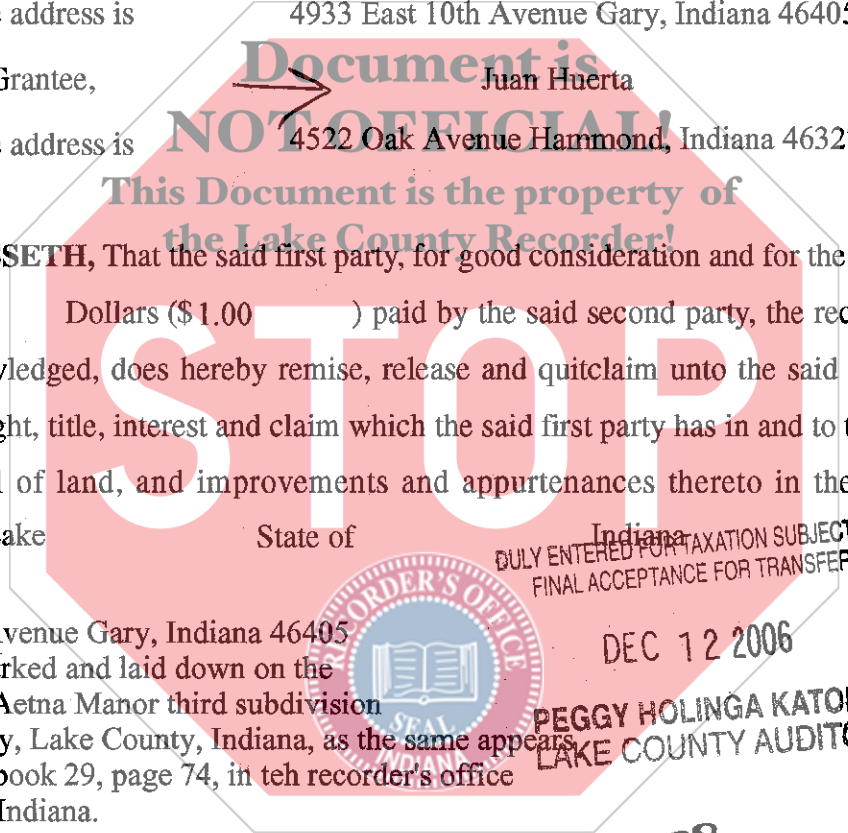 address is 4933 East 10th Avenue Gary, Indiana 46405
Document is
Grantee, Juan Huerta
NOT OFFICIAL!
address is 4522 Oak Avenue Hammond, Indiana 4632
This Document is the property of
the Lake County Recorder!
SSETH, That the said first party, for good consideration and for the
Dollars ($1.00 ) paid by the said second party, the rec
wledged, does hereby remise, release and quitclaim unto the said
ght, title, interest and claim which the said first party has in and to t
l of land, and improvements and appurtenances thereto in the
ake State of Indiana
STOP
DULY ENTERED FOR TAXATION SUBJECT
FINAL ACCEPTANCE FOR TRANSFER
RECORDER'S OFFICE
SEAL
INDIANA
DEC 12 2006
PEGGY HOLINGA KATO
LAKE COUNTY AUDITO
venue Gary, Indiana 46405
rked and laid down on the
Aetna Manor third subdivision
y, Lake County, Indiana, as the same appears
book 29, page 74, in teh recorder's office
Indiana.